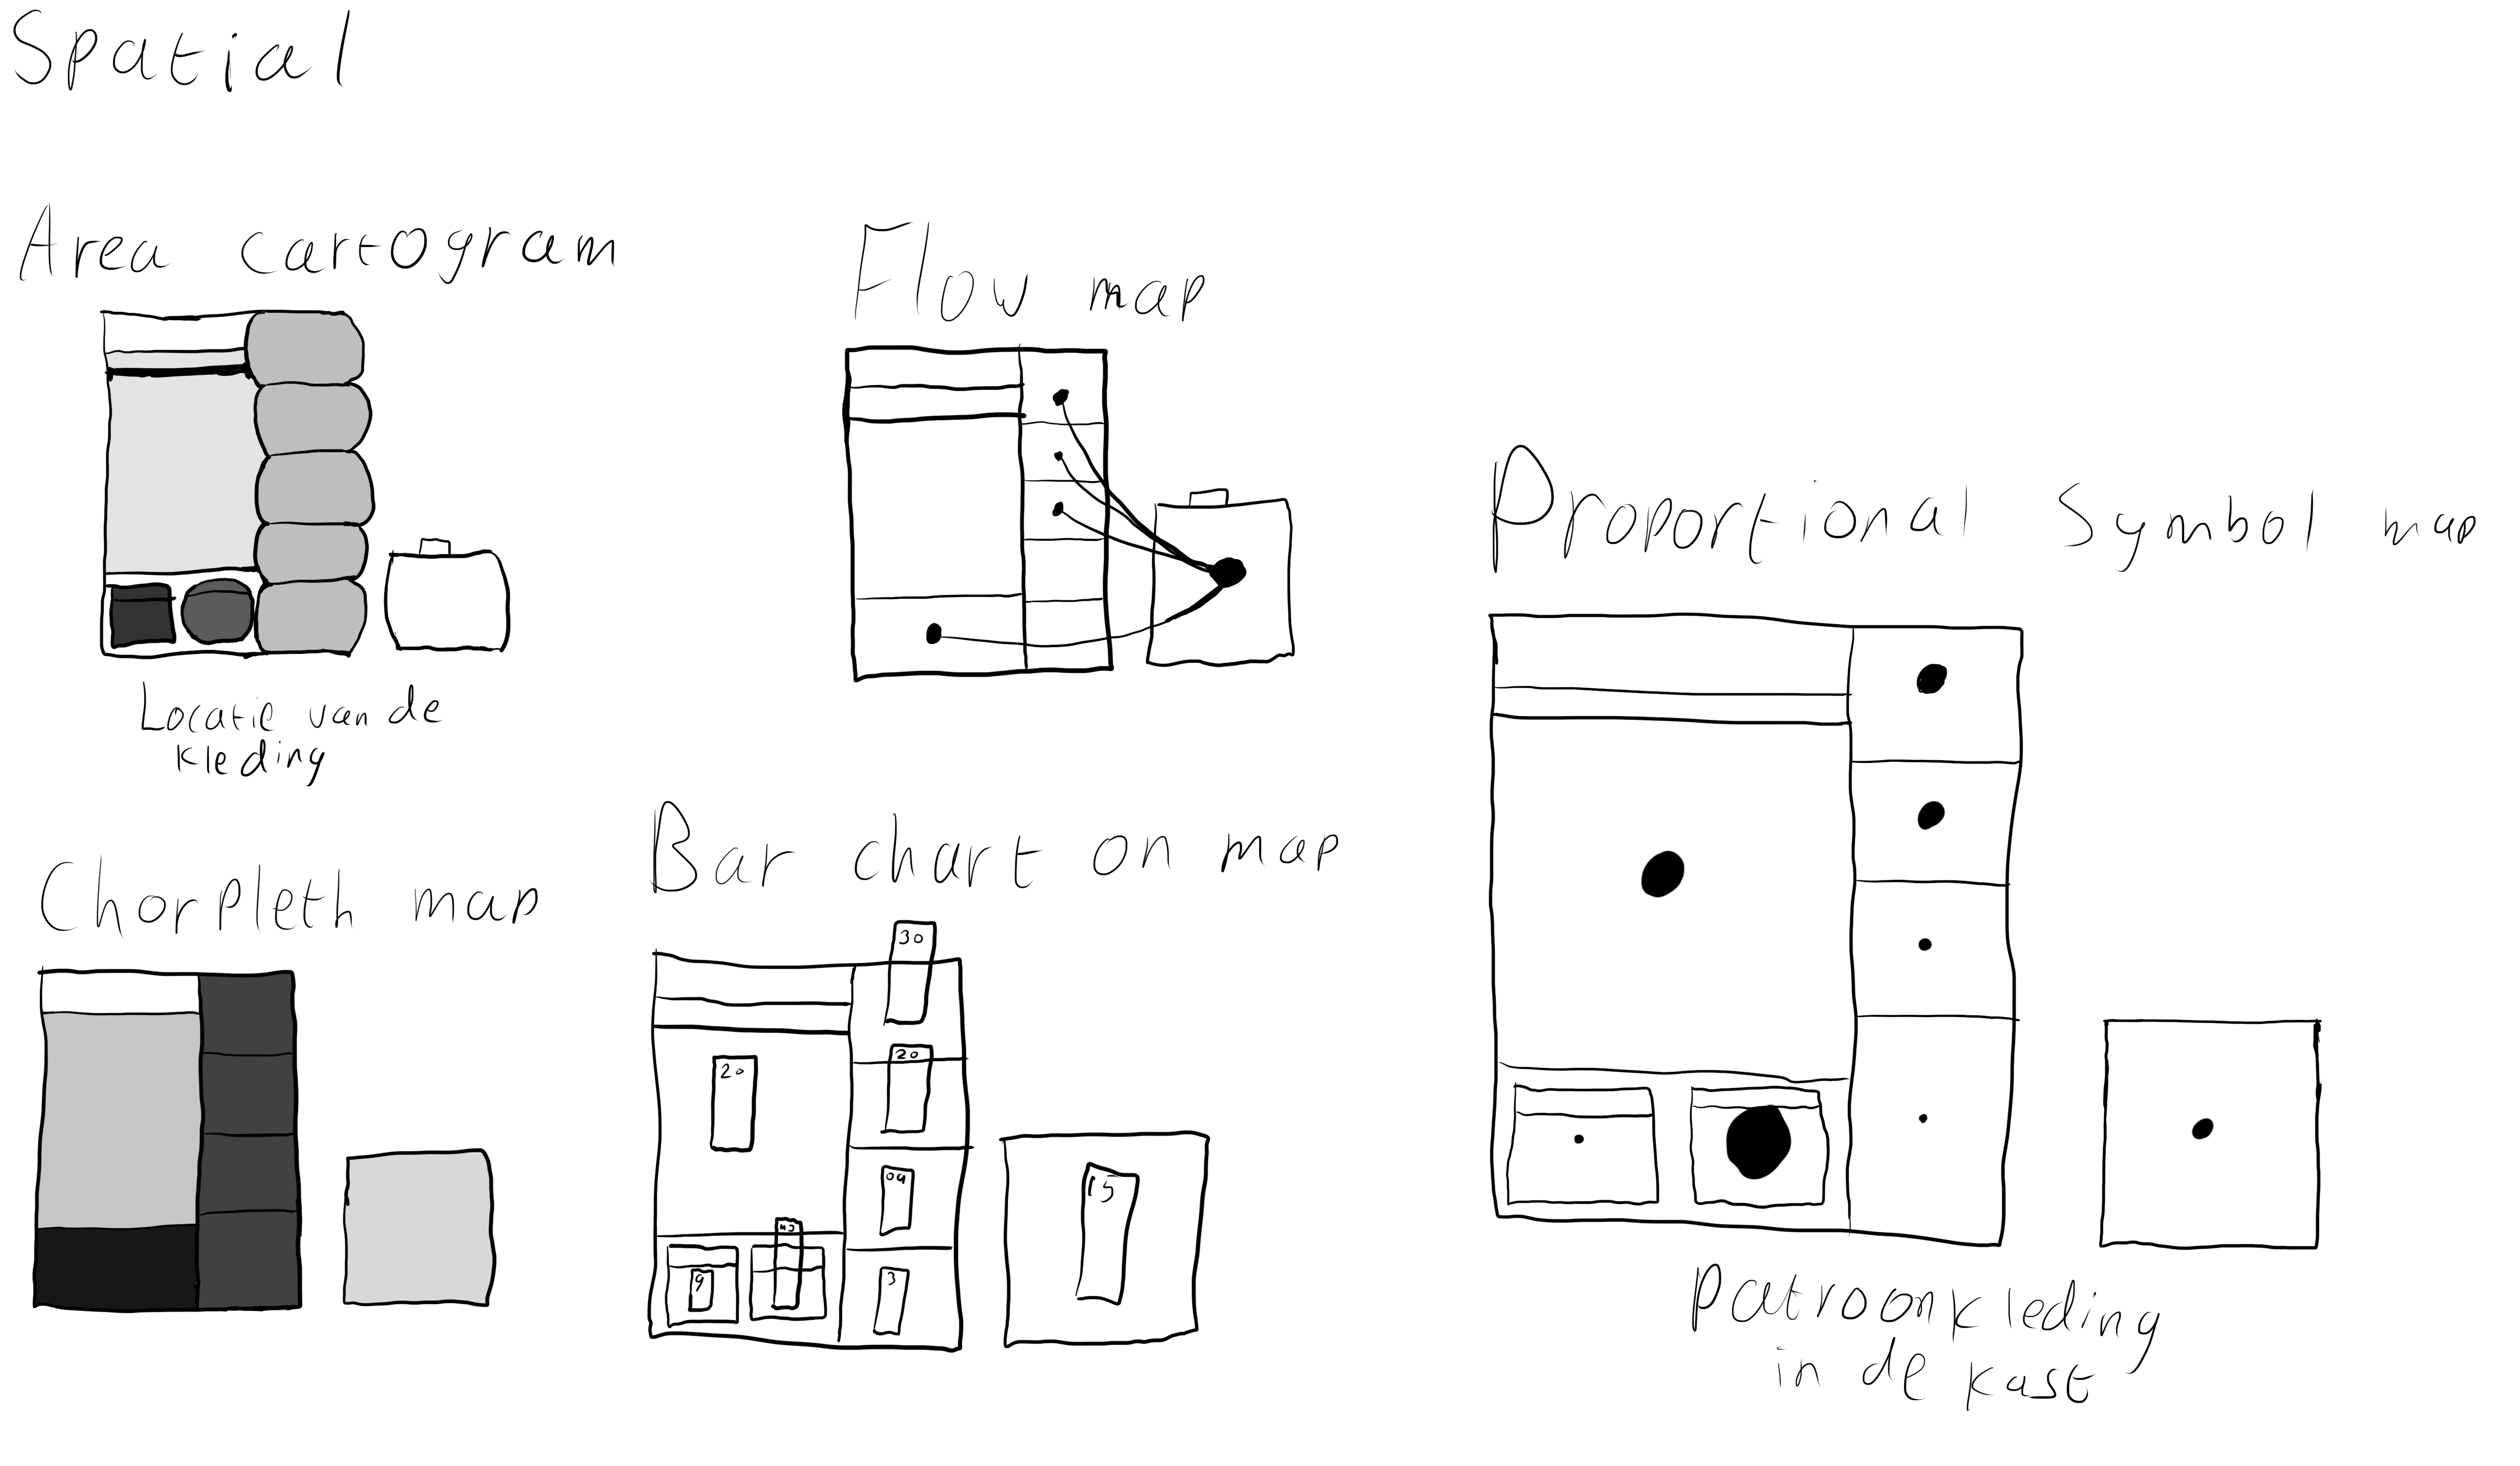 Spatial
Area cartogram
Locatie van de
kleding
Flow map
Proportional Symbol map
patroonkleding
in de kast
Chorpleth map
Bar chart on map
30
20
20
09
40
9
3
15